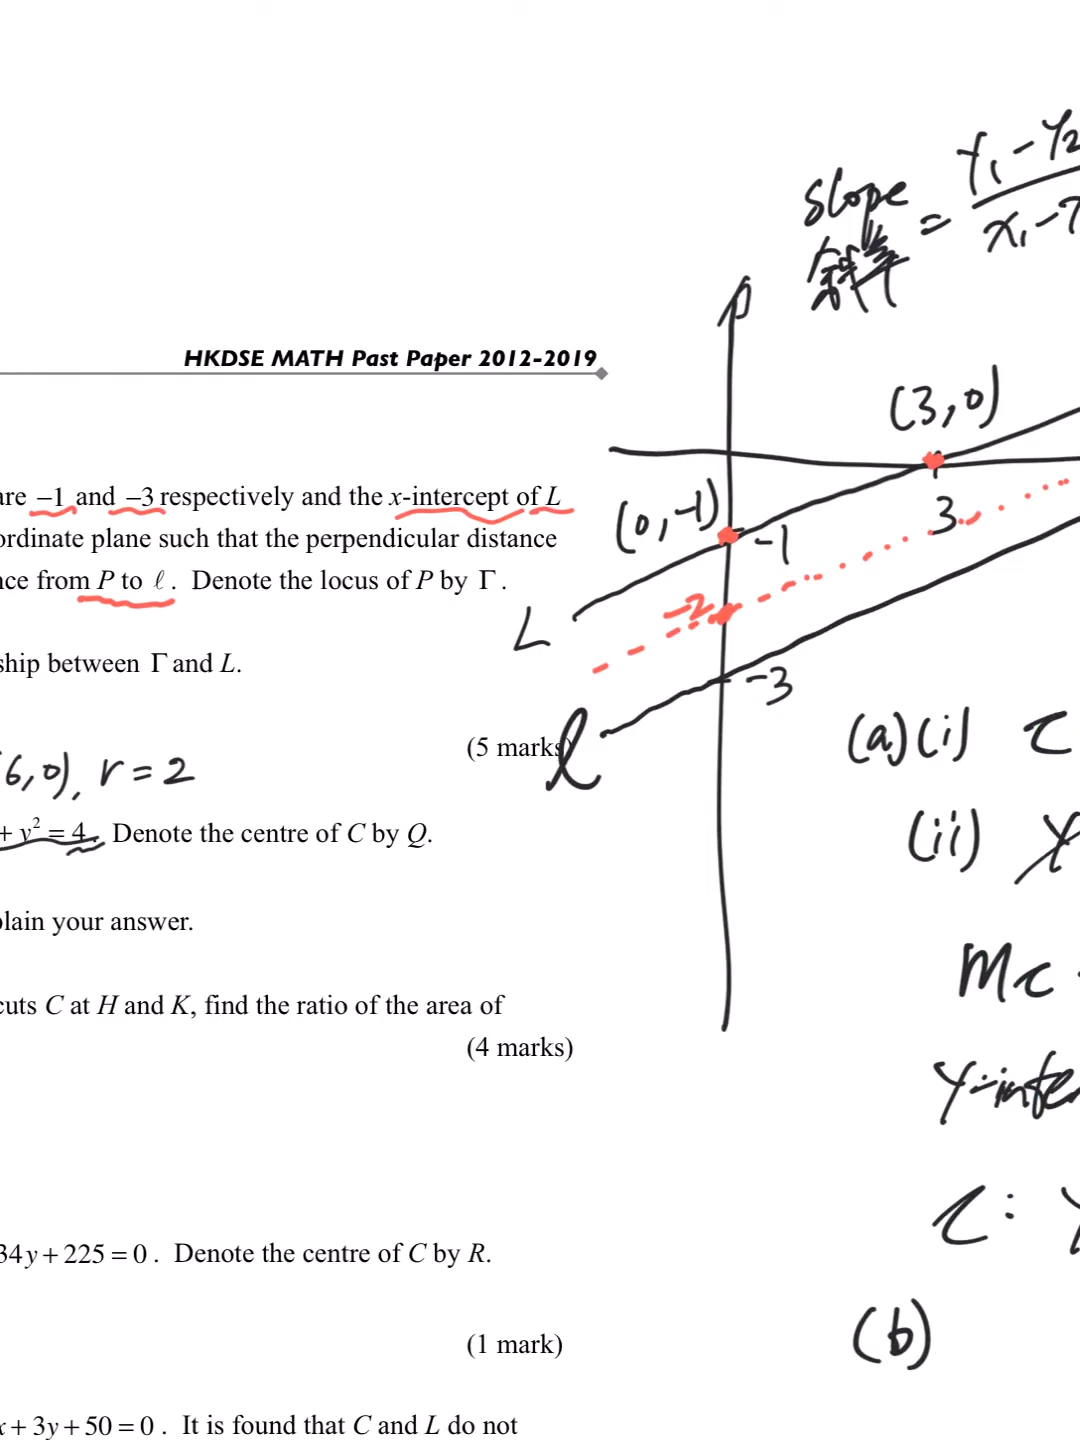 slope = y₁ - y₂
斜率 x₁ -
HKDSE MATH Past Paper 2012-2019
(3,0)
are −1 and −3 respectively and the x-intercept of L
(0,-1)
-1
3
ordinate plane such that the perpendicular distance
nce from P to ℓ. Denote the locus of P by Γ.
-2
L
ship between Γ and L.
-3
(5 marks)
ℓ
(a)(i) τ
6,0), r = 2
+ y² = 4. Denote the centre of C by Q.
(ii)
plain your answer.
Mτ
cuts C at H and K, find the ratio of the area of
(4 marks)
y-inte
τ: y
34y + 225 = 0. Denote the centre of C by R.
(1 mark)
(b)
x + 3y + 50 = 0. It is found that C and L do not